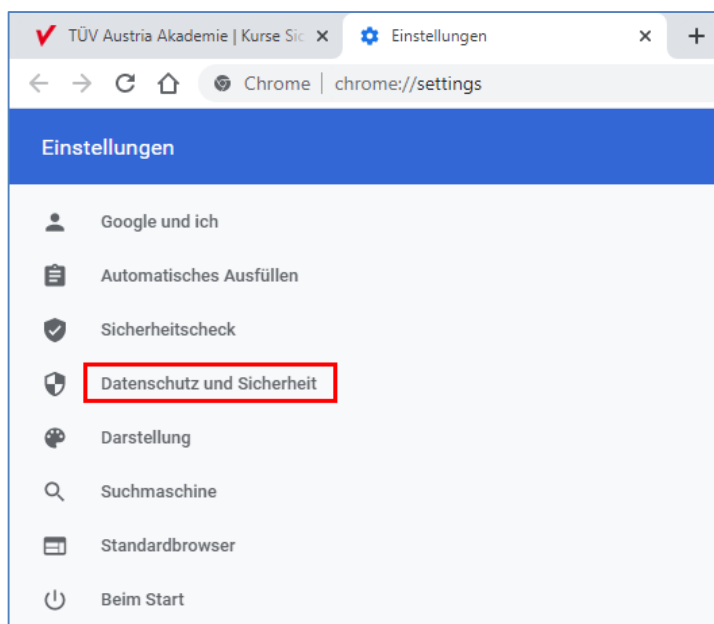 TÜV Austria Akademie | Kurse Sic
Einstellungen
Chrome | chrome://settings
Einstellungen
Google und ich
Automatisches Ausfüllen
Sicherheitscheck
Datenschutz und Sicherheit
Darstellung
Suchmaschine
Standardbrowser
Beim Start